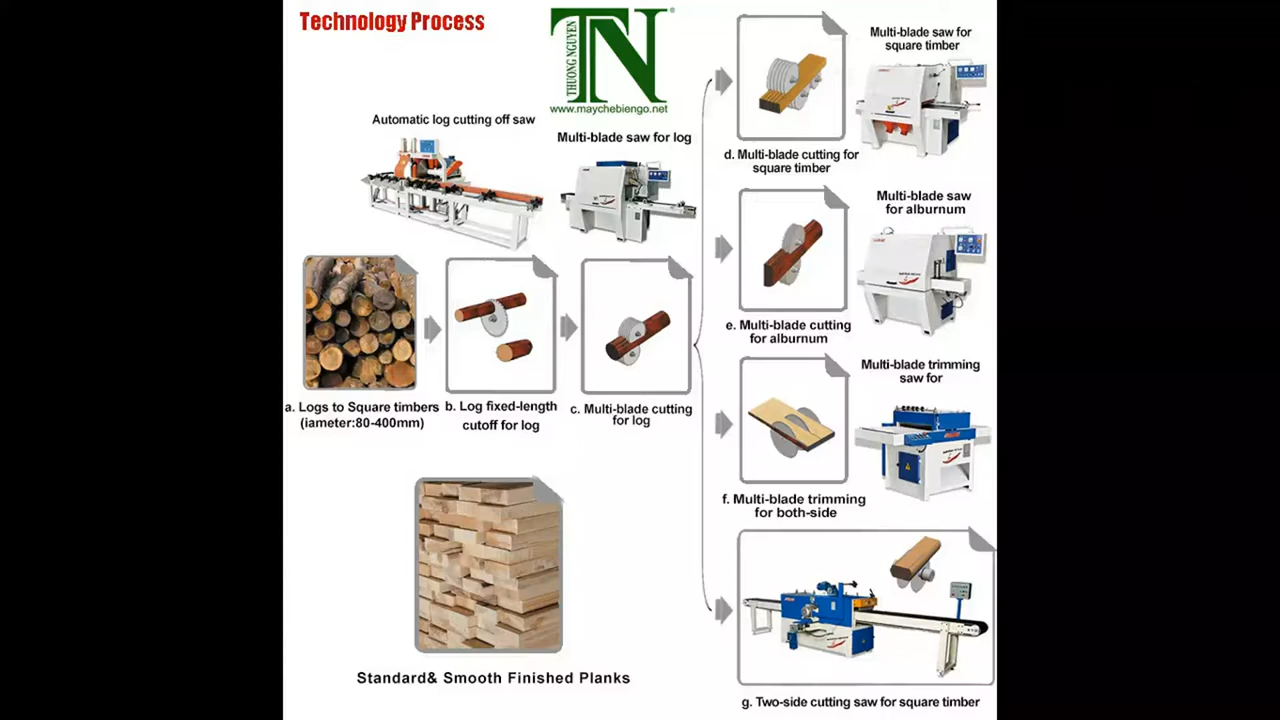 Technology Process
THUONG NGUYEN
TN
www.maychebiengo.net
Automatic log cutting off saw
Multi-blade saw for log
a. Logs to Square timbers
(iameter:80-400mm)
b. Log fixed-length
cutoff for log
c. Multi-blade cutting
for log
Multi-blade saw for
square timber
d. Multi-blade cutting for
square timber
Multi-blade saw
for alburnum
e. Multi-blade cutting
for alburnum
Multi-blade trimming
saw for
f. Multi-blade trimming
for both-side
g. Two-side cutting saw for square timber
Standard& Smooth Finished Planks